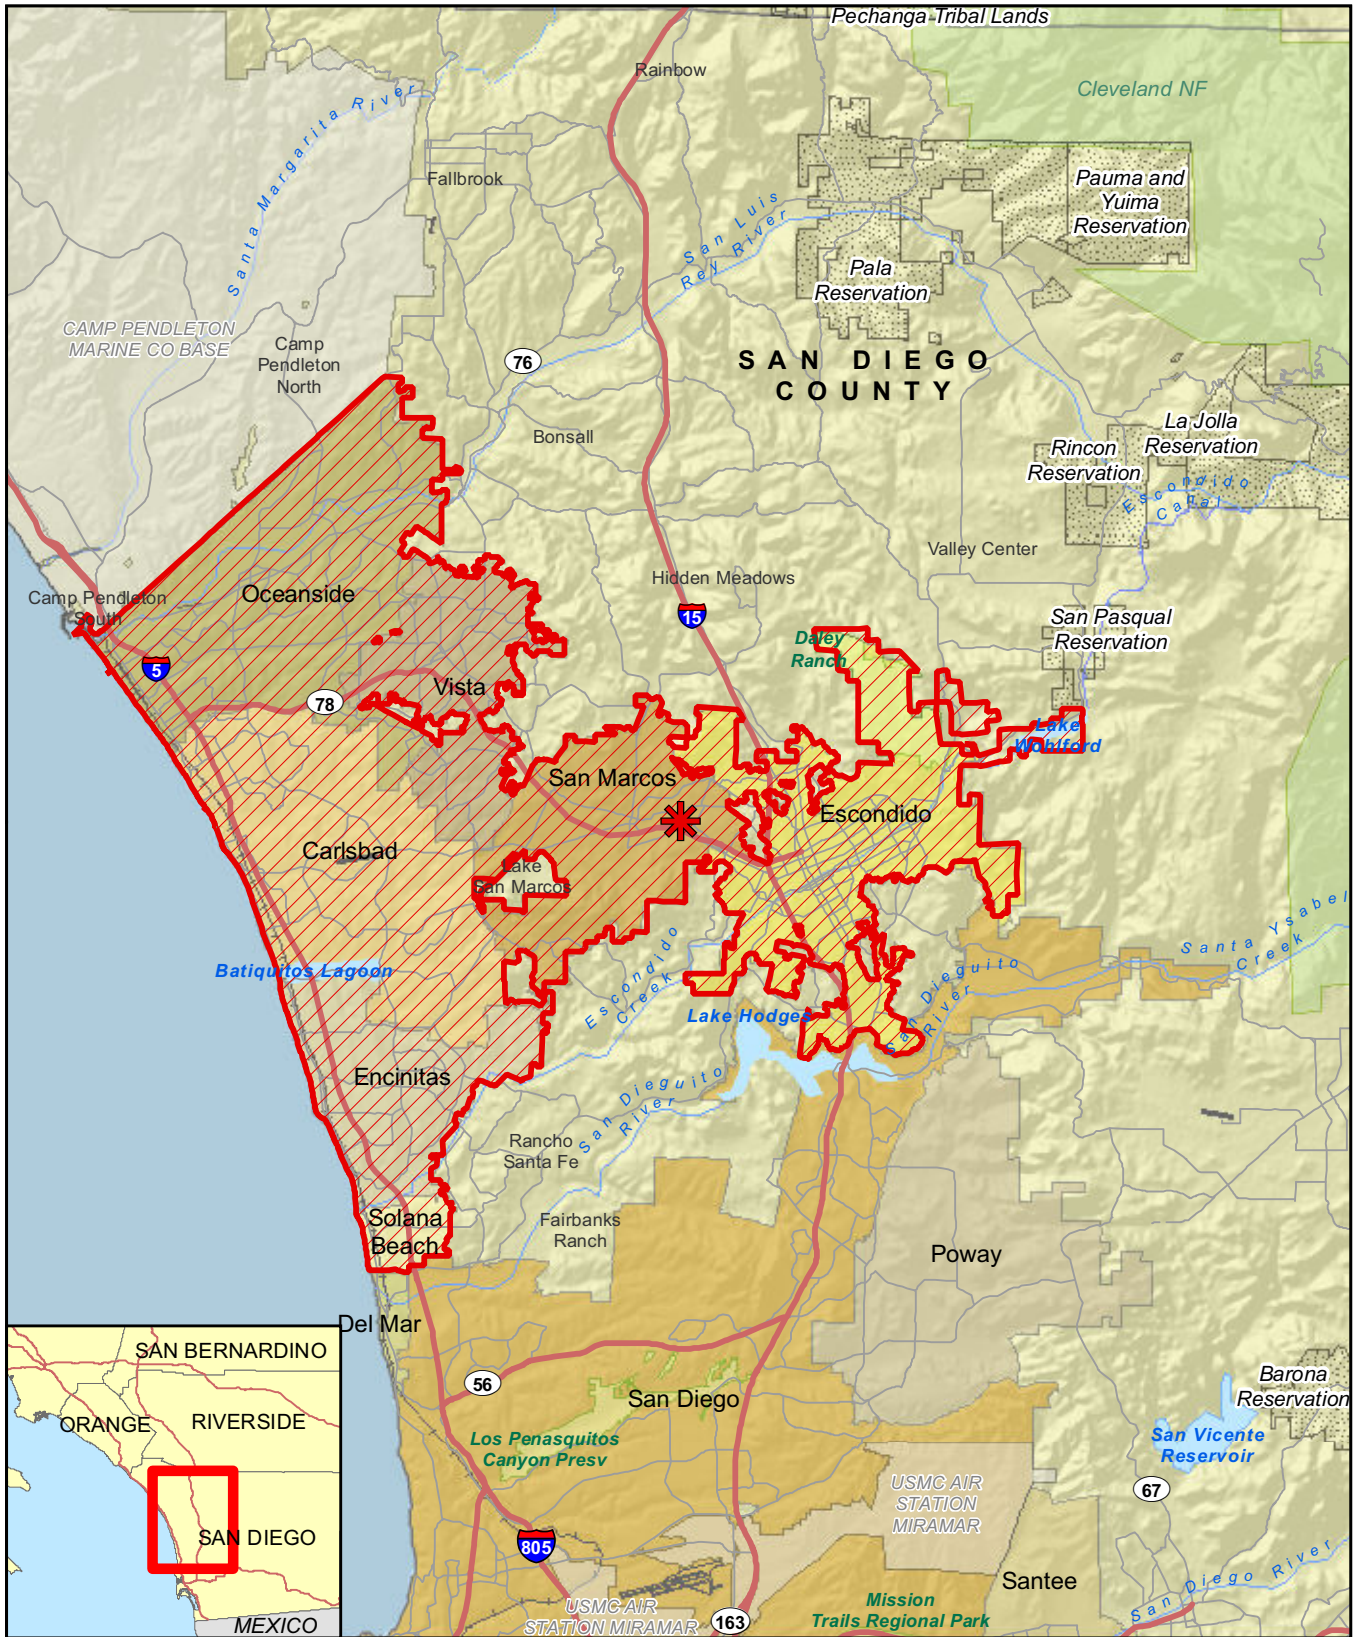 Pechanga Tribal Lands
Rainbow
Cleveland NF
Santa Margarita River
Fallbrook
Pauma and
Yuima
Reservation
San Luis
Rey River
Pala
Reservation
CAMP PENDLETON
MARINE CO BASE
Camp
Pendleton
North
76
SAN DIEGO
COUNTY
Bonsall
La Jolla
Reservation
Rincon
Reservation
Escondido
Canal
Valley Center
Hidden Meadows
Oceanside
Camp Pendleton
South
15
San Pasqual
Reservation
Daley
Ranch
5
Vista
78
Lake
Wohlford
San Marcos
Escondido
Carlsbad
Lake
San Marcos
Santa Ysabel
Creek
Batiquitos Lagoon
Escondido
Creek
San Dieguito
River
Lake Hodges
Encinitas
San Dieguito
River
Rancho
Santa Fe
Solana
Beach
Fairbanks
Ranch
Poway
Del Mar
SAN BERNARDINO
ORANGE
RIVERSIDE
SAN DIEGO
MEXICO
56
San Diego
Barona
Reservation
Los Penasquitos
Canyon Presv
San Vicente
Reservoir
USMC AIR
STATION
MIRAMAR
67
805
Santee
San Diego River
USMC AIR
STATION MIRAMAR
163
Mission
Trails Regional Park